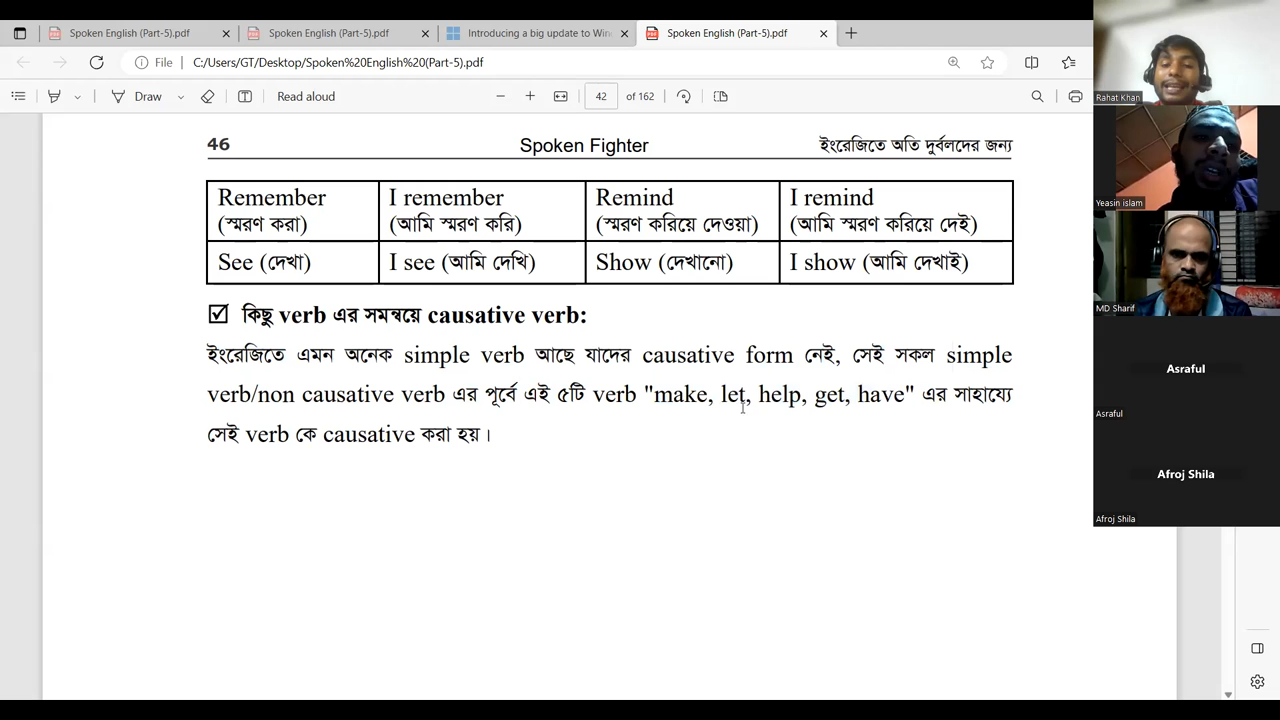 Spoken English (Part-5).pdf
Spoken English (Part-5).pdf
Introducing a big update to Win
Spoken English (Part-5).pdf
File
C:/Users/GT/Desktop/Spoken%20English%20(Part-5).pdf
Draw
Read aloud
42 of 162
46 Spoken Fighter ইংরেজিতে অতি দুর্বলদের জন্য
Remember I remember Remind I remind
(স্মরণ করা) (আমি স্মরণ করি) (স্মরণ করিয়ে দেওয়া) (আমি স্মরণ করিয়ে দেই)
See (দেখা) I see (আমি দেখি) Show (দেখানো) I show (আমি দেখাই)
কিছু verb এর সমন্বয়ে causative verb:
ইংরেজিতে এমন অনেক simple verb আছে যাদের causative form নেই, সেই সকল simple
verb/non causative verb এর পূর্বে এই ৫টি verb "make, let, help, get, have" এর সাহায্যে
সেই verb কে causative করা হয়।
Rahat Khan
Yeasin islam
MD Sharif
Asraful
Asraful
Afroj Shila
Afroj Shila